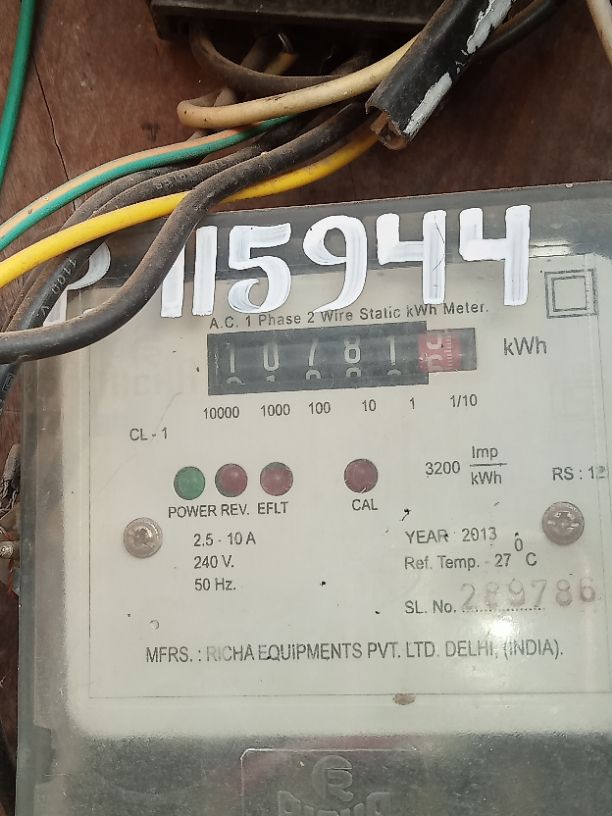 P 115944
A.C. 1 Phase 2 Wire Static kWh Meter.
10781 kWh
10000 1000 100 10 1 1/10
CL - 1
3200 Imp/kWh
RS : 12
POWER REV. EFLT CAL
2.5 - 10 A
240 V.
50 Hz.
YEAR : 2013
Ref. Temp. - 27 °C
SL. No. 289786
MFRS. : RICHA EQUIPMENTS PVT. LTD. DELHI, (INDIA).